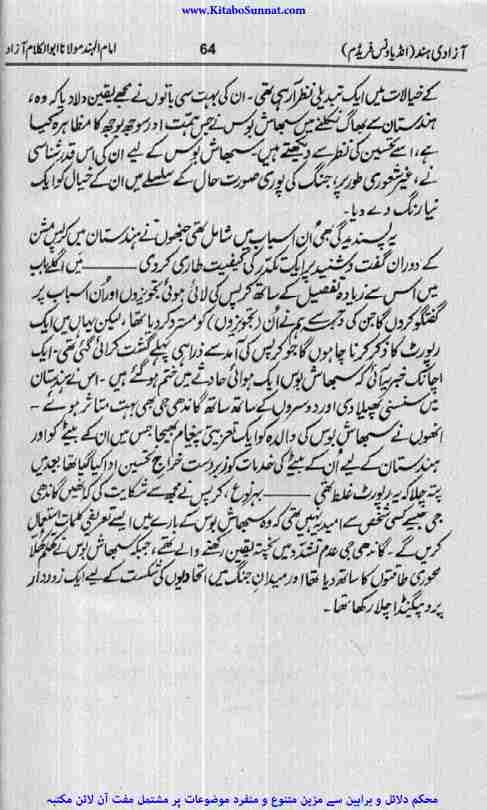 www.KitaboSunnat.com
آزادی ہند (انڈیا ونس فریڈم) 64 امام الہند مولانا ابوالکلام آزاد
کے خیالات میں ایک تبدیلی نظر آرہی تھی۔ ان کی بہت سی باتوں نے مجھے یقین دلا دیا کہ وہ،
ہندستان سے بھاگ نکلنے میں سبھاش بوس نے جس ہمت اور سوجھ بوجھ کا مظاہرہ کیا
ہے، اسے تحسین کی نظر سے دیکھتے ہیں۔ سبھاش بوس کے لیے ان کی اس قدر شناسی
نے، غیر شعوری طور پر، جنگ کی پوری صورت حال کے سلسلے میں ان کے خیال کو ایک
نیا رنگ دے دیا۔
یہ پسندیدگی بھی اُن اسباب میں شامل تھی جنھوں نے ہندستان میں کرپس مشن
کے دوران گفت و شنید پر ایک تکدّر کی کیفیت طاری کردی ——— میں اگلے باب
میں اس سے زیادہ تفصیل کے ساتھ کرپس کی لائی ہوئی تجویزوں اور اُن اسباب پر
گفتگو کروں گا جن کی وجہ سے ہم نے اُن (تجویزوں) کو مسترد کردیا تھا، لیکن یہاں میں ایک
رپورٹ کا ذکر کرنا چاہوں گا جو کرپس کی آمد سے ذرا ہی پہلے گشت کرائی گئی تھی۔ ایک
اچانک خبر یہ آئی کہ سبھاش بوس ایک ہوائی حادثے میں ختم ہو گئے ہیں۔ اس نے ہندستان
میں سنسنی پھیلا دی اور دوسروں کے ساتھ ساتھ گاندھی جی بھی بہت متاثر ہوئے۔
انھوں نے سبھاش بوس کی والدہ کو ایک تعزیتی پیغام بھیجا جس میں ان کے بیٹے کو اور
ہندستان کے لیے اُن کے بیٹے کی خدمات کو زبردست خراجِ تحسین ادا کیا گیا تھا بعد میں
پتہ چلا کہ یہ رپورٹ غلط تھی ——— بہر نوع، کرپس نے مجھ سے شکایت کی کہ انھیں گاندھی
جی جیسے کسی شخص سے امید یہ نہیں تھی کہ وہ سبھاش بوس کے بارے میں ایسے تعریفی کلمات استعمال
کریں گے۔ گاندھی جی عدم تشدد میں پختہ یقین رکھنے والے تھے، جبکہ سبھاش بوس نے کھلم کھلا
محوری طاقتوں کا ساتھ دیا تھا اور میدانِ جنگ میں اتحادیوں کی شکست کے لیے ایک زوردار
پروپیگنڈا چلا رکھا تھا۔
محکم دلائل و براہین سے مزین متنوع و منفرد موضوعات پر مشتمل مفت آن لائن مکتبہ